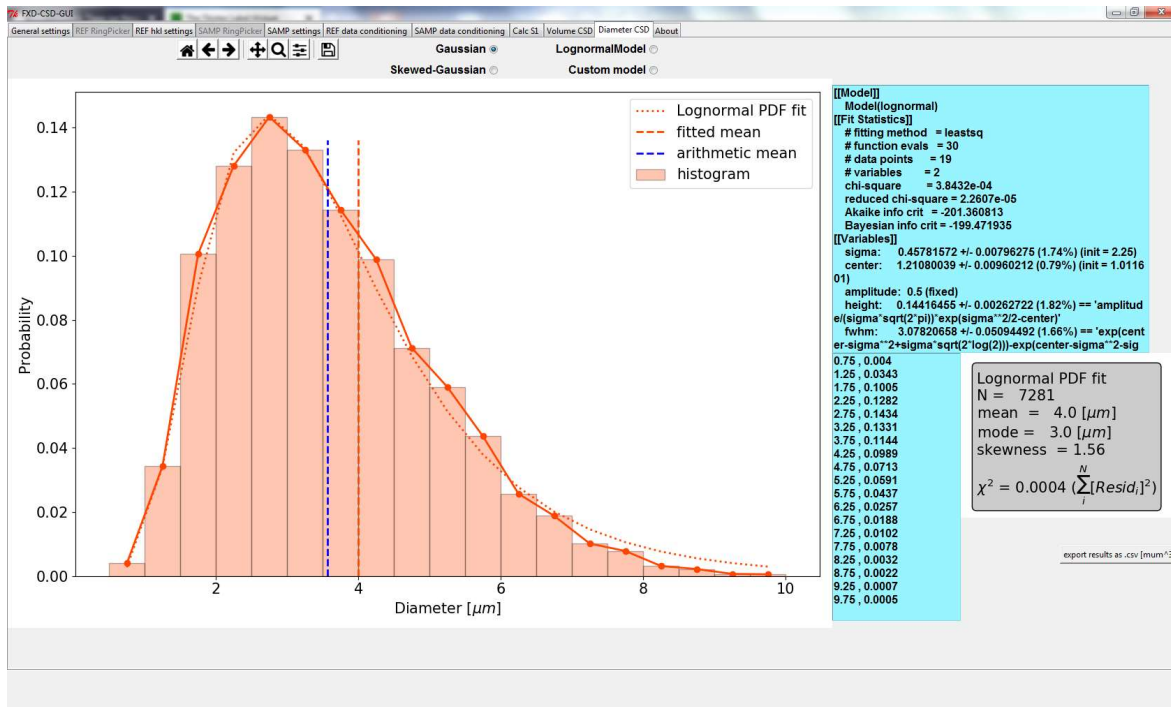 FXD-CSD-GUI
General settings REF RingPicker REF hkl settings SAMP RingPicker SAMP settings REF data conditioning SAMP data conditioning Calc S1 Volume CSD Diameter CSD About
Gaussian LognormalModel
Skewed-Gaussian Custom model
Lognormal PDF fit
fitted mean
arithmetic mean
histogram
Probability
0.14
0.12
0.10
0.08
0.06
0.04
0.02
0.00
2 4 6 8 10
Diameter [μm]
[[Model]]
Model(lognormal)
[[Fit Statistics]]
# fitting method = leastsq
# function evals = 30
# data points = 19
# variables = 2
chi-square = 3.8432e-04
reduced chi-square = 2.2607e-05
Akaike info crit = -201.360813
Bayesian info crit = -199.471935
[[Variables]]
sigma: 0.45781572 +/- 0.00796275 (1.74%) (init = 2.25)
center: 1.21080039 +/- 0.00960212 (0.79%) (init = 1.0116
01)
amplitude: 0.5 (fixed)
height: 0.14416455 +/- 0.00262722 (1.82%) == 'amplitud
e/(sigma*sqrt(2*pi))*exp(sigma**2/2-center)'
fwhm: 3.07820658 +/- 0.05094492 (1.66%) == 'exp(cent
er-sigma**2+sigma*sqrt(2*log(2)))-exp(center-sigma**2-sig
0.75 , 0.004
1.25 , 0.0343
1.75 , 0.1005
2.25 , 0.1282
2.75 , 0.1434
3.25 , 0.1331
3.75 , 0.1144
4.25 , 0.0989
4.75 , 0.0713
5.25 , 0.0591
5.75 , 0.0437
6.25 , 0.0257
6.75 , 0.0188
7.25 , 0.0102
7.75 , 0.0078
8.25 , 0.0032
8.75 , 0.0022
9.25 , 0.0007
9.75 , 0.0005
Lognormal PDF fit
N = 7281
mean = 4.0 [μm]
mode = 3.0 [μm]
skewness = 1.56
χ² = 0.0004 (∑ᵢᴺ[Residᵢ]²)
export results as .csv [mum^3